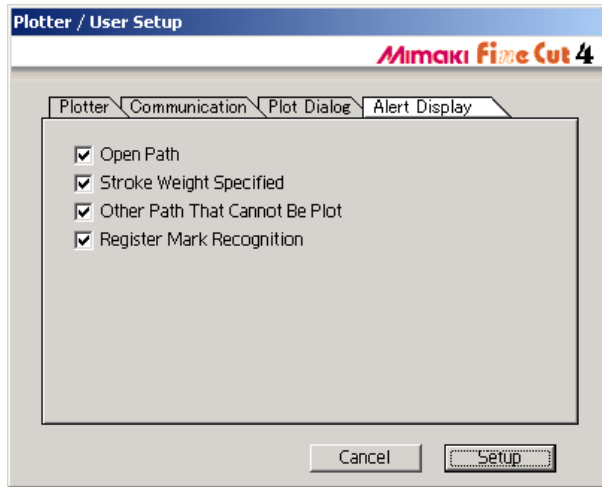 Plotter / User Setup
Mimaki Fine Cut 4
Plotter Communication Plot Dialog Alert Display
Open Path
Stroke Weight Specified
Other Path That Cannot Be Plot
Register Mark Recognition
Cancel Setup